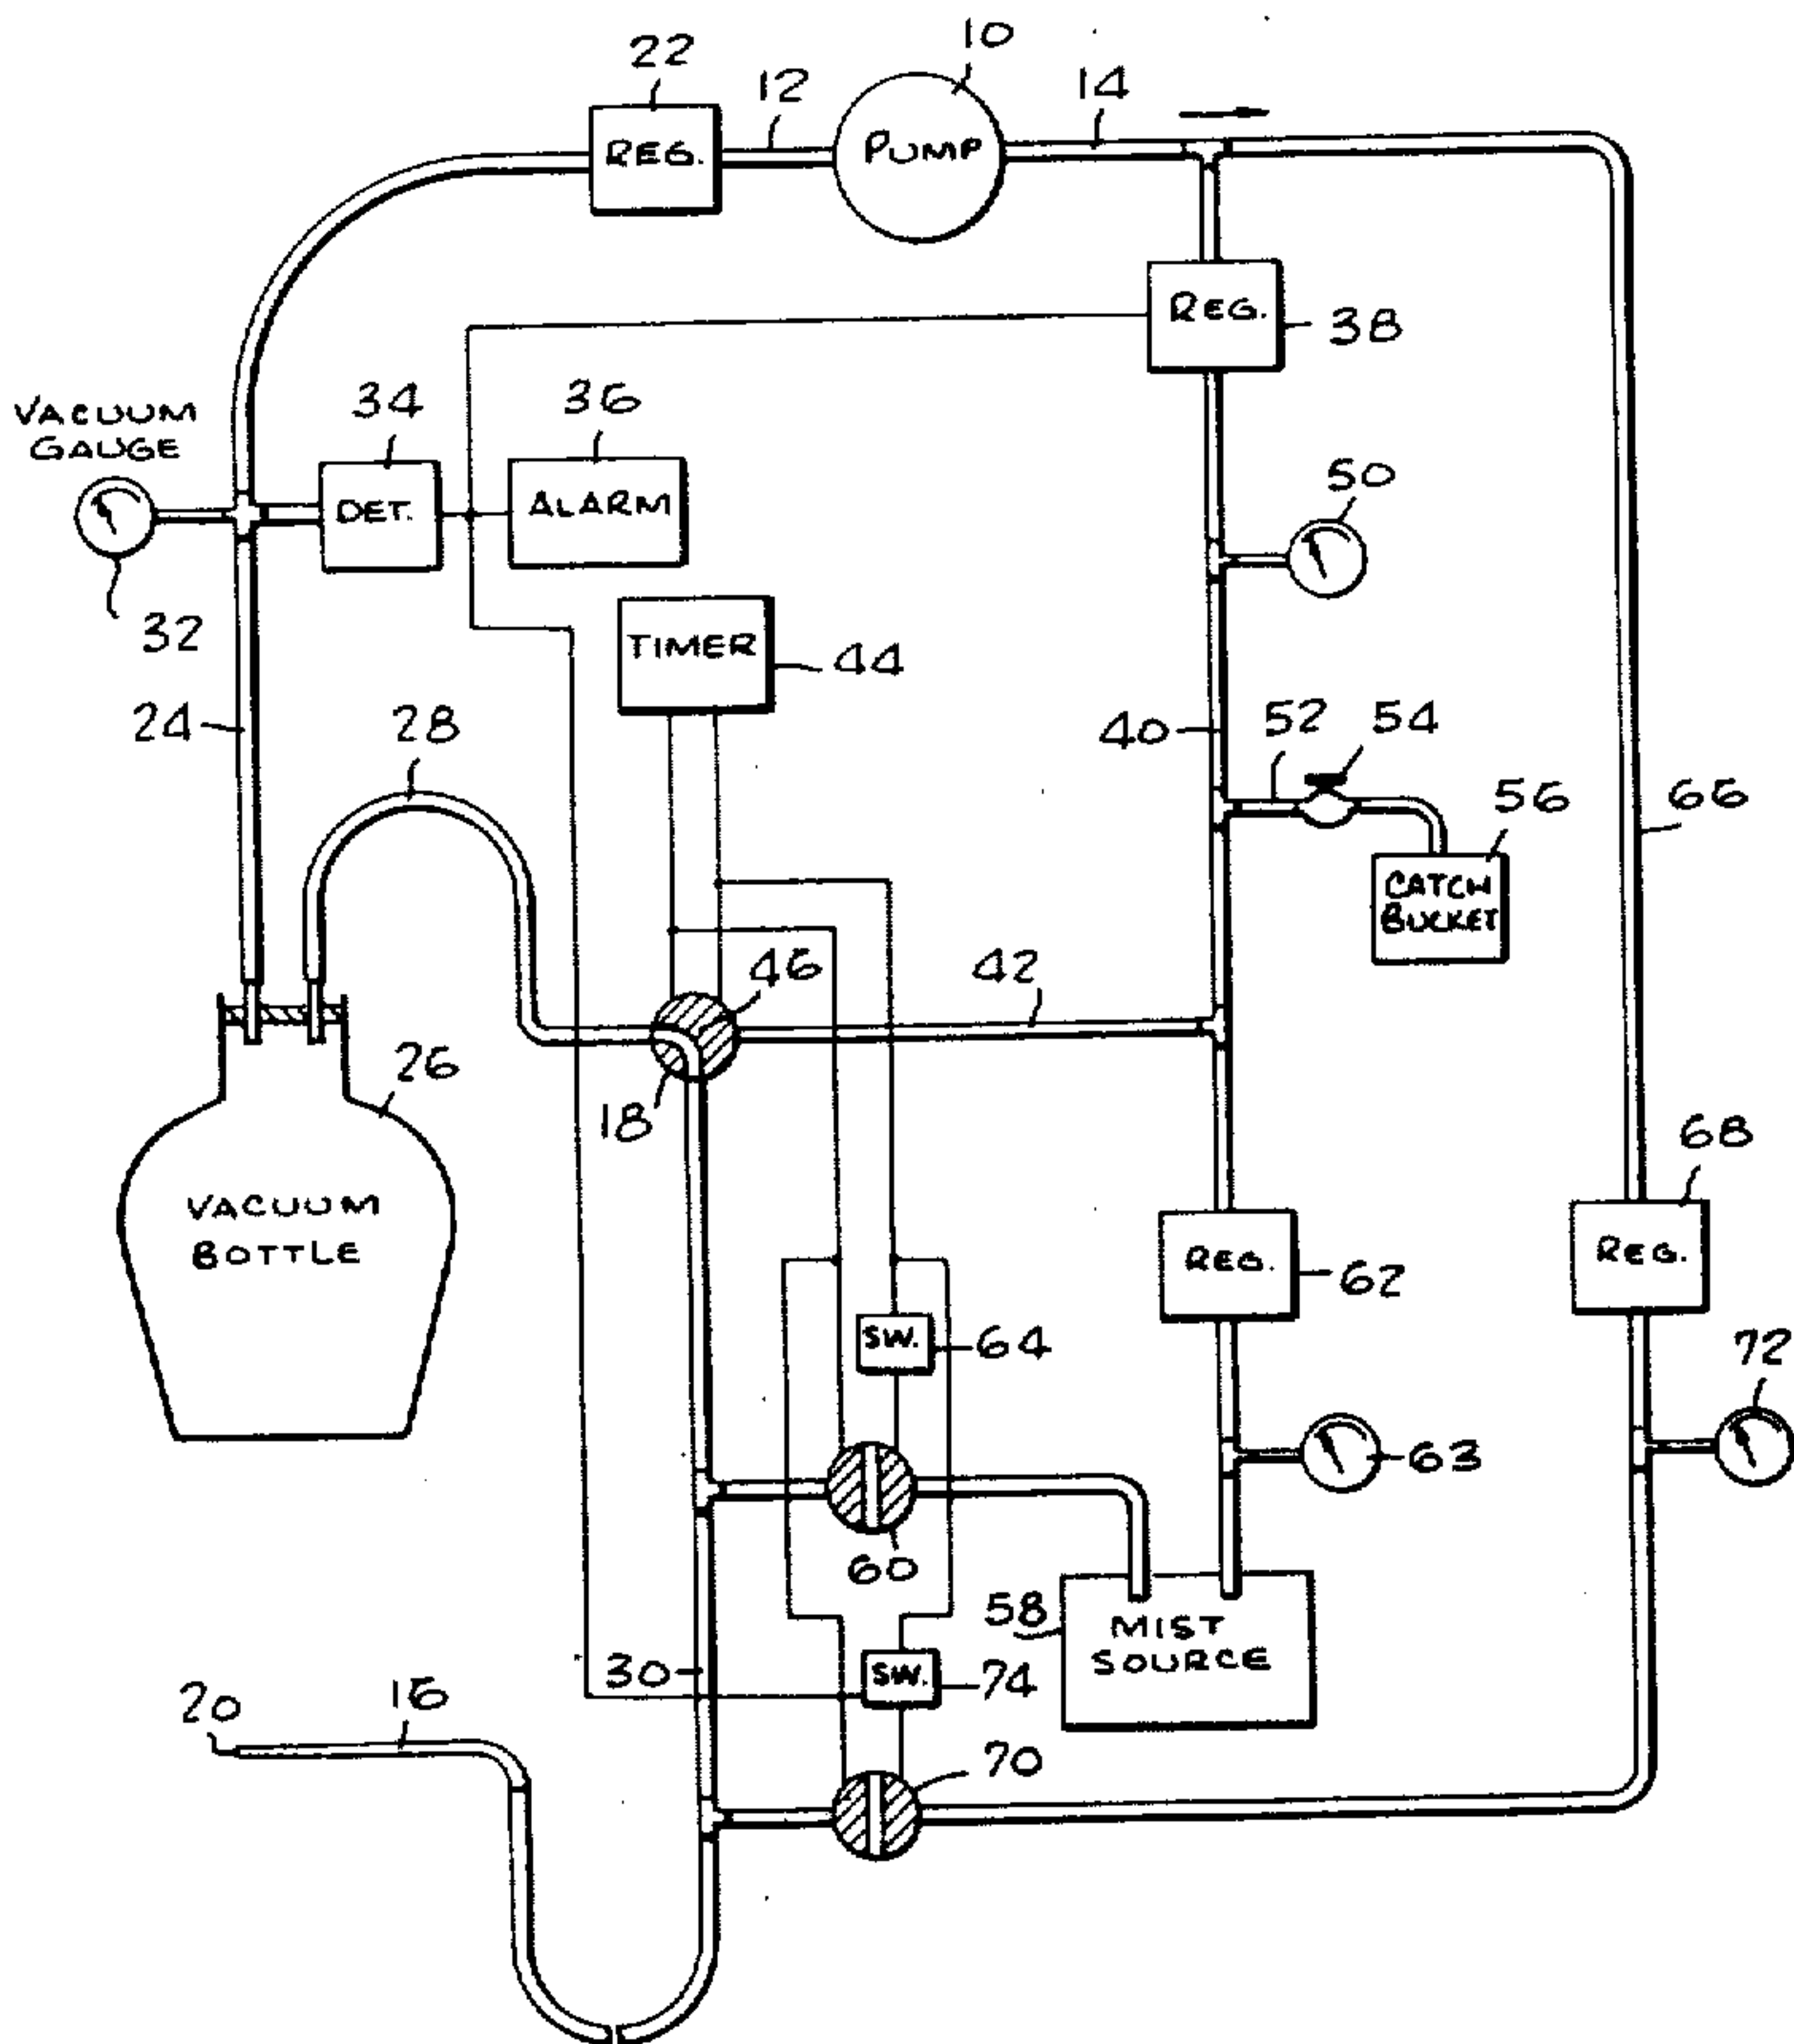 10
22
12
14
PUMP
REG.
REG.
38
34
36
VACUUM
GAUGE
DET.
ALARM
50
32
TIMER
44
24
28
40
52
54
56
66
CATCH
BUCKET
46
42
26
18
68
VACUUM
BOTTLE
REG.
62
REG.
SW.
64
72
63
60
58
MIST
SOURCE
30
SW.
74
20
16
70